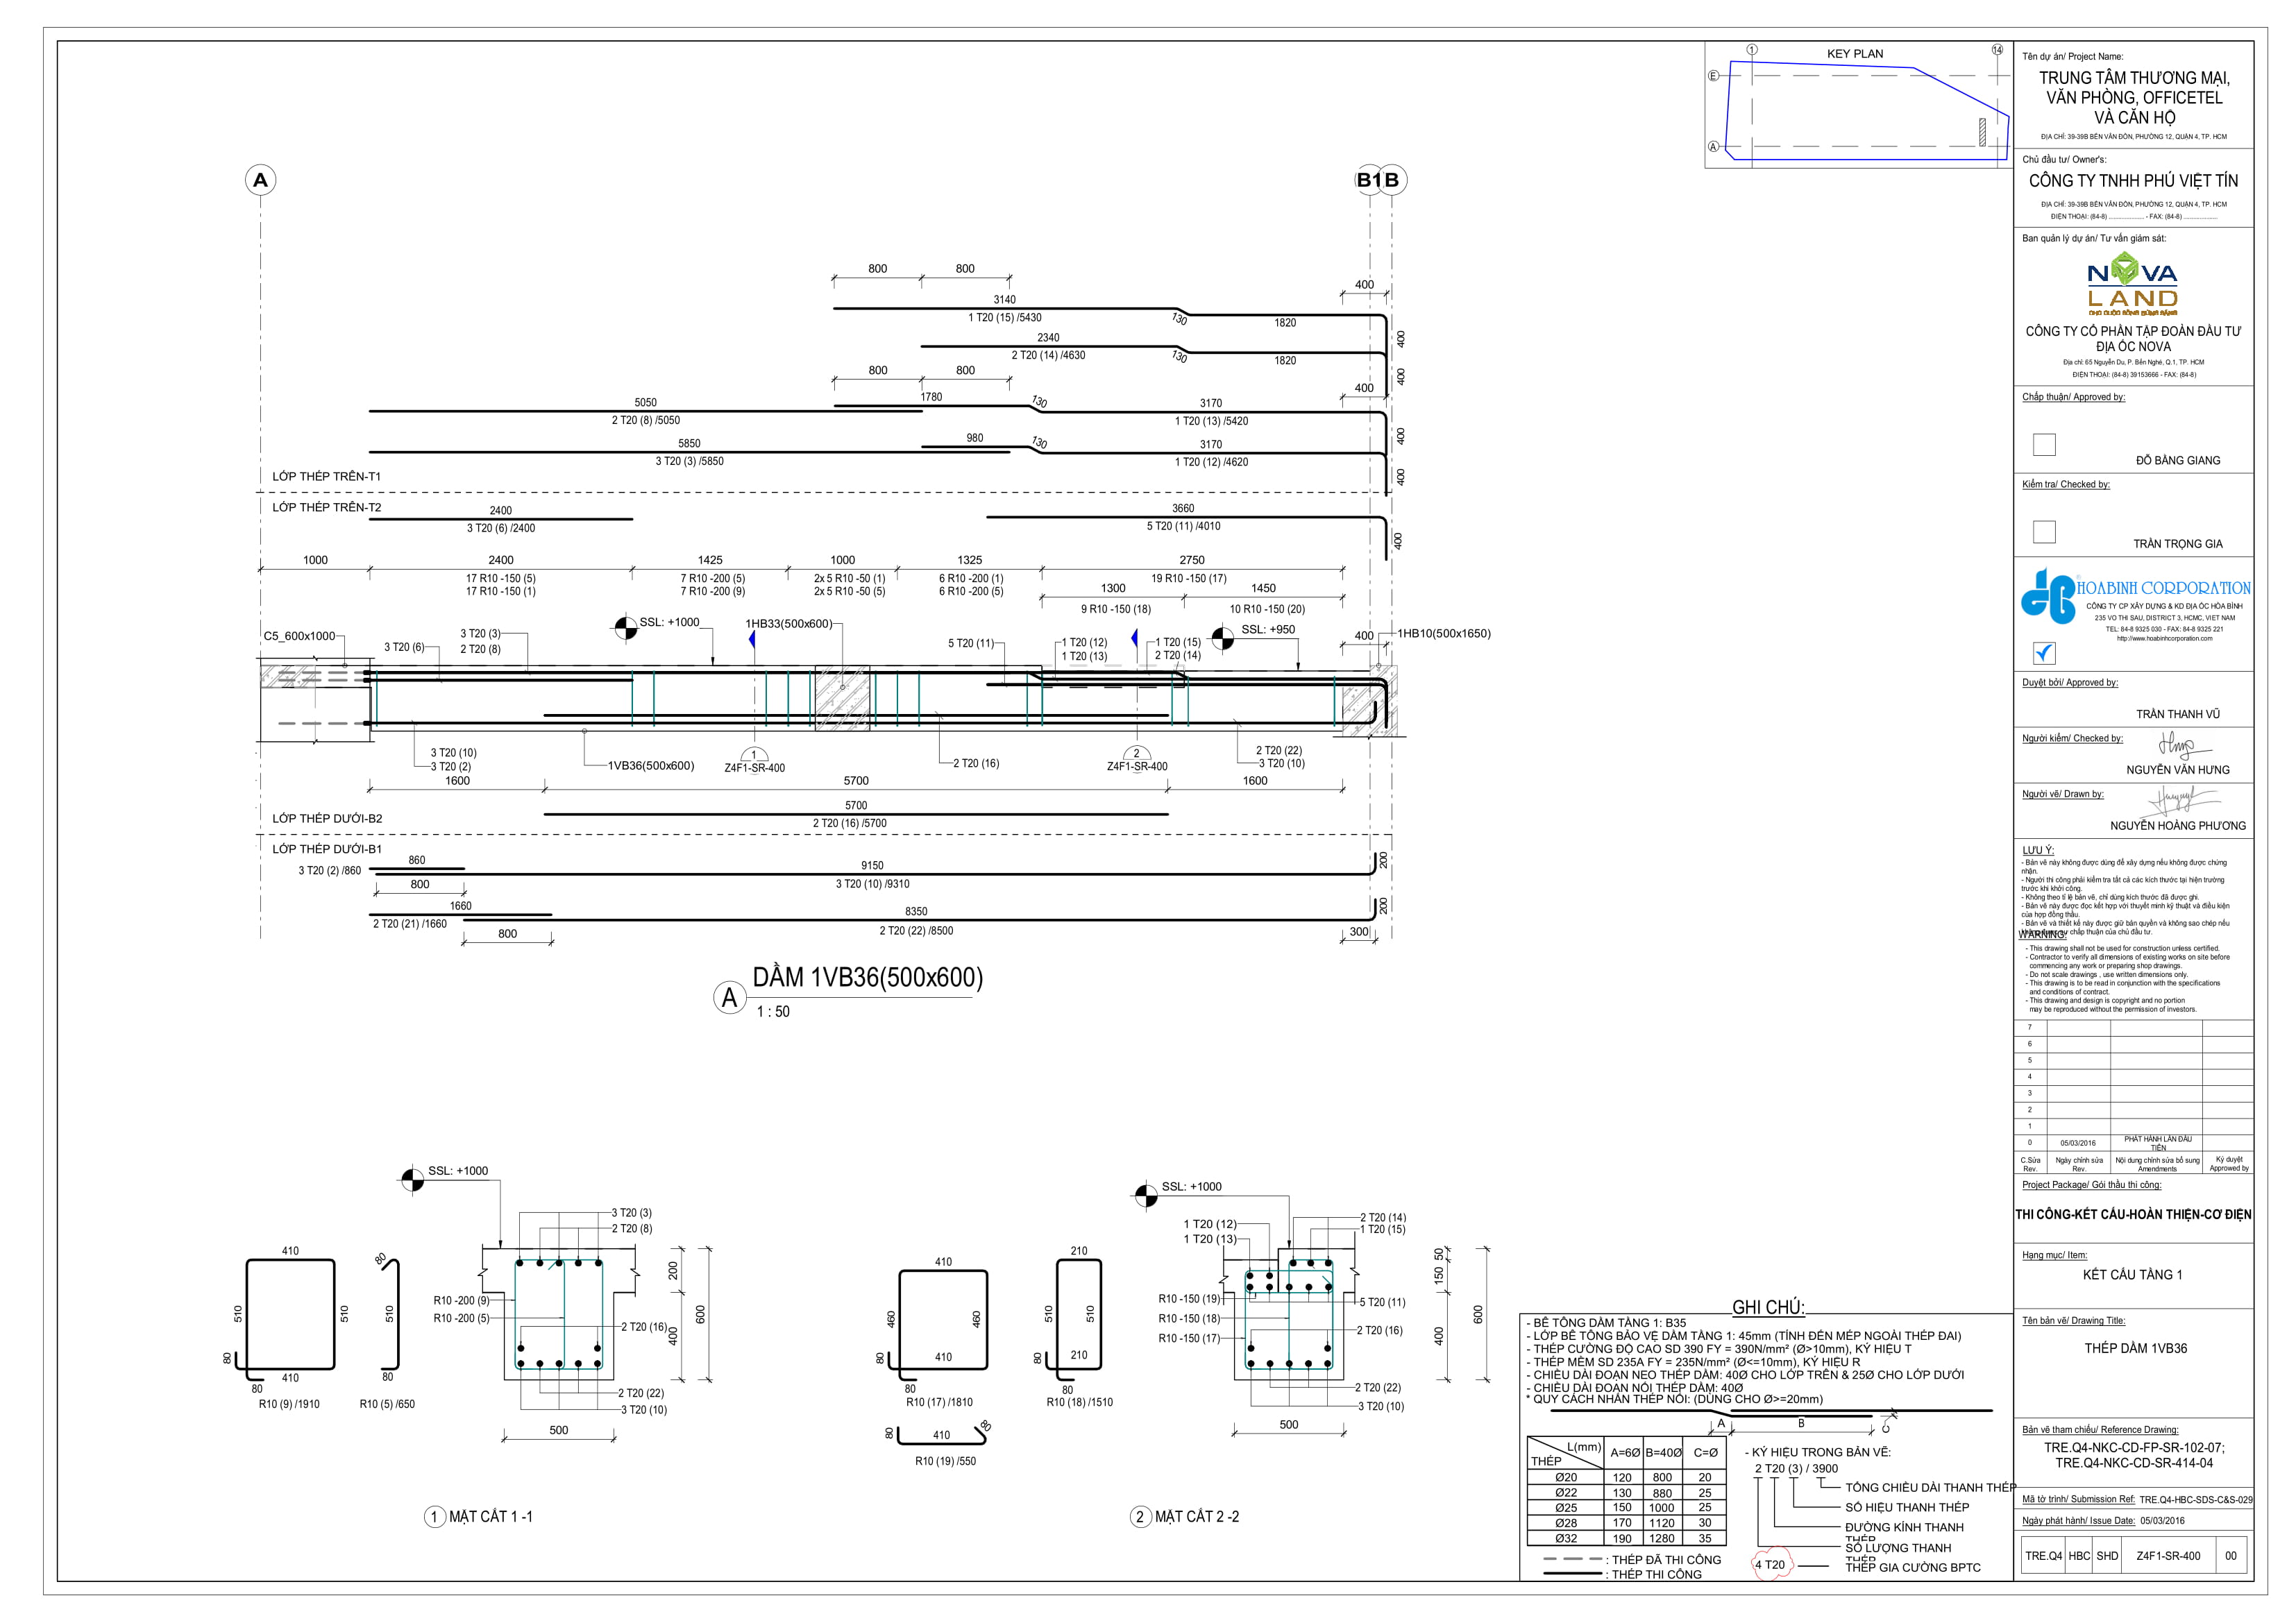 KEY PLAN
1
14
E
A
A
B1
B
800
800
3140
1 T20 (15) /5430
130
1820
400
400
2340
2 T20 (14) /4630
130
1820
400
800
800
400
5050
2 T20 (8) /5050
1780
130
3170
1 T20 (13) /5420
400
5850
3 T20 (3) /5850
980
130
3170
1 T20 (12) /4620
400
LỚP THÉP TRÊN-T1
LỚP THÉP TRÊN-T2
2400
3 T20 (6) /2400
3660
5 T20 (11) /4010
400
1000
2400
1425
1000
1325
2750
17 R10 -150 (5)
17 R10 -150 (1)
7 R10 -200 (5)
7 R10 -200 (9)
2x 5 R10 -50 (1)
2x 5 R10 -50 (5)
6 R10 -200 (1)
6 R10 -200 (5)
19 R10 -150 (17)
1300
1450
9 R10 -150 (18)
10 R10 -150 (20)
C5_600x1000
3 T20 (6)
3 T20 (3)
2 T20 (8)
SSL: +1000
1HB33(500x600)
5 T20 (11)
1 T20 (12)
1 T20 (13)
1 T20 (15)
2 T20 (14)
SSL: +950
400
1HB10(500x1650)
3 T20 (10)
3 T20 (2)
1VB36(500x600)
1
Z4F1-SR-400
2 T20 (16)
2
Z4F1-SR-400
2 T20 (22)
3 T20 (10)
1600
5700
1600
5700
2 T20 (16) /5700
LỚP THÉP DƯỚI-B2
LỚP THÉP DƯỚI-B1
3 T20 (2) /860
860
800
9150
3 T20 (10) /9310
200
1660
2 T20 (21) /1660
800
8350
2 T20 (22) /8500
200
300
A
DẦM 1VB36(500x600)
1 : 50
SSL: +1000
3 T20 (3)
2 T20 (8)
410
510
510
80
410
80
R10 (9) /1910
80
510
80
R10 (5) /650
R10 -200 (9)
R10 -200 (5)
2 T20 (16)
2 T20 (22)
3 T20 (10)
200
400
600
500
1
MẶT CẮT 1 -1
SSL: +1000
1 T20 (12)
1 T20 (13)
2 T20 (14)
1 T20 (15)
410
460
460
80
410
80
R10 (17) /1810
210
510
510
80
210
80
R10 (18) /1510
80
410
80
R10 (19) /550
R10 -150 (19)
R10 -150 (18)
R10 -150 (17)
5 T20 (11)
2 T20 (16)
2 T20 (22)
3 T20 (10)
50
150
400
600
500
2
MẶT CẮT 2 -2
GHI CHÚ:
- BÊ TÔNG DẦM TẦNG 1: B35
- LỚP BÊ TÔNG BẢO VỆ DẦM TẦNG 1: 45mm (TÍNH ĐẾN MÉP NGOÀI THÉP ĐAI)
- THÉP CƯỜNG ĐỘ CAO SD 390 FY = 390N/mm² (Ø>10mm), KÝ HIỆU T
- THÉP MỀM SD 235A FY = 235N/mm² (Ø<=10mm), KÝ HIỆU R
- CHIỀU DÀI ĐOẠN NEO THÉP DẦM: 40Ø CHO LỚP TRÊN & 25Ø CHO LỚP DƯỚI
- CHIỀU DÀI ĐOẠN NỐI THÉP DẦM: 40Ø
* QUY CÁCH NHẤN THÉP NỐI: (DÙNG CHO Ø>=20mm)
A
B
C
L(mm)
THÉP
A=6Ø B=40Ø C=Ø
Ø20 120 800 20
Ø22 130 880 25
Ø25 150 1000 25
Ø28 170 1120 30
Ø32 190 1280 35
- KÝ HIỆU TRONG BẢN VẼ:
2 T20 (3) / 3900
TỔNG CHIỀU DÀI THANH THÉP
SỐ HIỆU THANH THÉP
ĐƯỜNG KÍNH THANH
THÉP
SỐ LƯỢNG THANH
THÉP
: THÉP ĐÃ THI CÔNG
: THÉP THI CÔNG
4 T20
THÉP GIA CƯỜNG BPTC
Tên dự án/ Project Name:
TRUNG TÂM THƯƠNG MẠI,
VĂN PHÒNG, OFFICETEL
VÀ CĂN HỘ
ĐỊA CHỈ: 39-39B BẾN VÂN ĐỒN, PHƯỜNG 12, QUẬN 4, TP. HCM
Chủ đầu tư/ Owner's:
CÔNG TY TNHH PHÚ VIỆT TÍN
ĐỊA CHỈ: 39-39B BẾN VÂN ĐỒN, PHƯỜNG 12, QUẬN 4, TP. HCM
ĐIỆN THOẠI: (84-8) .................... - FAX: (84-8) ...................
Ban quản lý dự án/ Tư vấn giám sát:
NOVA
LAND
CÔNG TY CỔ PHẦN TẬP ĐOÀN ĐẦU TƯ
ĐỊA ỐC NOVA
Địa chỉ: 65 Nguyễn Du, P. Bến Nghé, Q.1, TP. HCM
ĐIỆN THOẠI: (84-8) 39153666 - FAX: (84-8)
Chấp thuận/ Approved by:
ĐỖ BẰNG GIANG
Kiểm tra/ Checked by:
TRẦN TRỌNG GIA
HOABINH CORPORATION
CÔNG TY CP XÂY DỰNG & KD ĐỊA ỐC HÒA BÌNH
235 VO THI SAU, DISTRICT 3, HCMC, VIET NAM
TEL: 84-8 9325 030 - FAX: 84-8 9325 221
http://www.hoabinhcorporation.com
Duyệt bởi/ Approved by:
TRẦN THANH VŨ
Người kiểm/ Checked by:
NGUYỄN VĂN HƯNG
Người vẽ/ Drawn by:
NGUYỄN HOÀNG PHƯƠNG
LƯU Ý:
- Bản vẽ này không được dùng để xây dựng nếu không được chứng
nhận.
- Người thi công phải kiểm tra tất cả các kích thước tại hiện trường
trước khi khởi công.
- Không theo tỉ lệ bản vẽ, chỉ dùng kích thước đã được ghi.
- Bản vẽ này được đọc kết hợp với thuyết minh kỹ thuật và điều kiện
của hợp đồng thầu.
- Bản vẽ và thiết kế này được giữ bản quyền và không sao chép nếu
chấp thuận của chủ đầu tư.
WARNING:
- This drawing shall not be used for construction unless certified.
- Contractor to verify all dimensions of existing works on site before
commencing any work or preparing shop drawings.
- Do not scale drawings , use written dimensions only.
- This drawing is to be read in conjunction with the specifications
and conditions of contract.
- This drawing and design is copyright and no portion
may be reproduced without the permission of investors.
7
6
5
4
3
2
1
0 05/03/2016 PHÁT HÀNH LẦN ĐẦU
TIÊN
C.Sửa Ngày chỉnh sửa Nội dung chỉnh sửa bổ sung Ký duyệt
Rev. Rev. Amendments Approved by
Project Package/ Gói thầu thi công:
THI CÔNG-KẾT CẤU-HOÀN THIỆN-CƠ ĐIỆN
Hạng mục/ Item:
KẾT CẤU TẦNG 1
Tên bản vẽ/ Drawing Title:
THÉP DẦM 1VB36
Bản vẽ tham chiếu/ Reference Drawing:
TRE.Q4-NKC-CD-FP-SR-102-07;
TRE.Q4-NKC-CD-SR-414-04
Mã tờ trình/ Submission Ref: TRE.Q4-HBC-SDS-C&S-029
Ngày phát hành/ Issue Date: 05/03/2016
TRE.Q4 HBC SHD Z4F1-SR-400 00